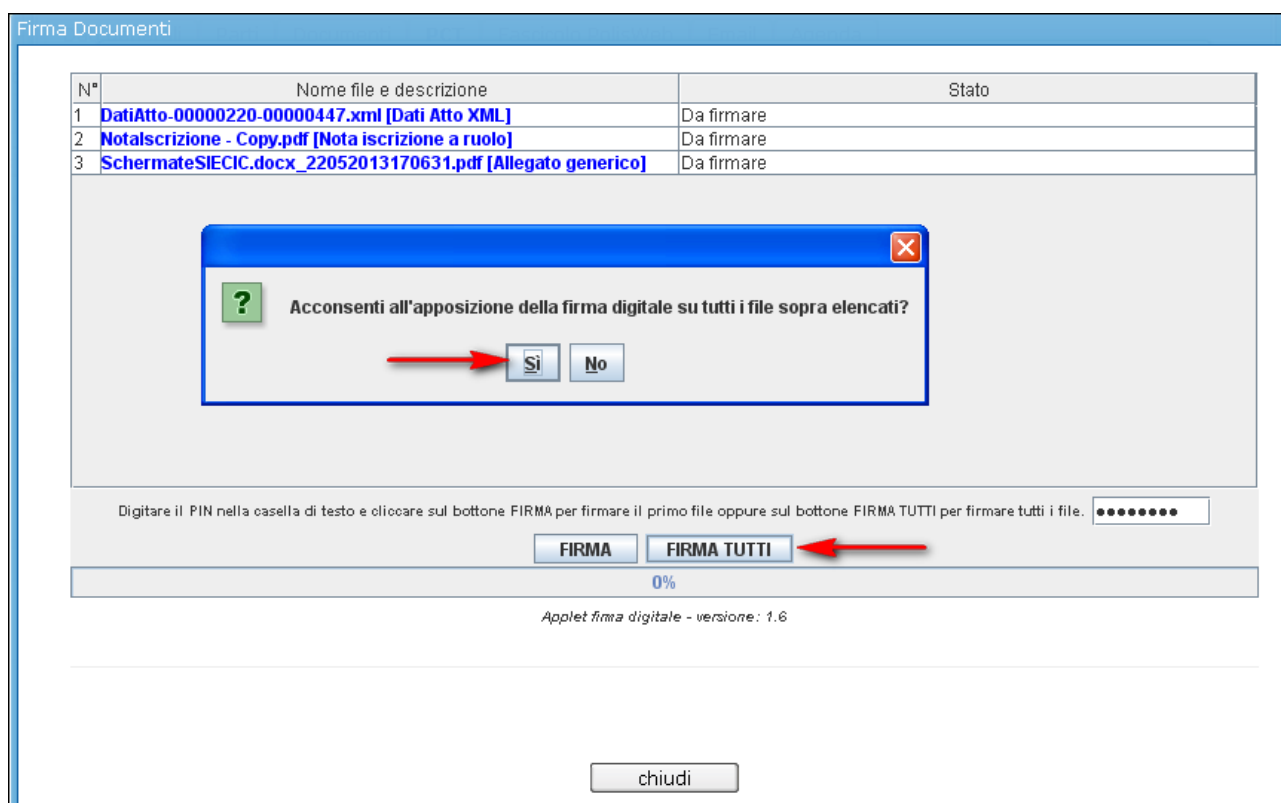 Firma Documenti
N° Nome file e descrizione Stato
1 DatiAtto-00000220-00000447.xml [Dati Atto XML] Da firmare
2 NotaIscrizione - Copy.pdf [Nota iscrizione a ruolo] Da firmare
3 SchermateSIECIC.docx_22052013170631.pdf [Allegato generico] Da firmare
Acconsenti all'apposizione della firma digitale su tutti i file sopra elencati?
Sì No
Digitare il PIN nella casella di testo e cliccare sul bottone FIRMA per firmare il primo file oppure sul bottone FIRMA TUTTI per firmare tutti i file. ●●●●●●●●
FIRMA FIRMA TUTTI
0%
Applet firma digitale - versione: 1.6
chiudi